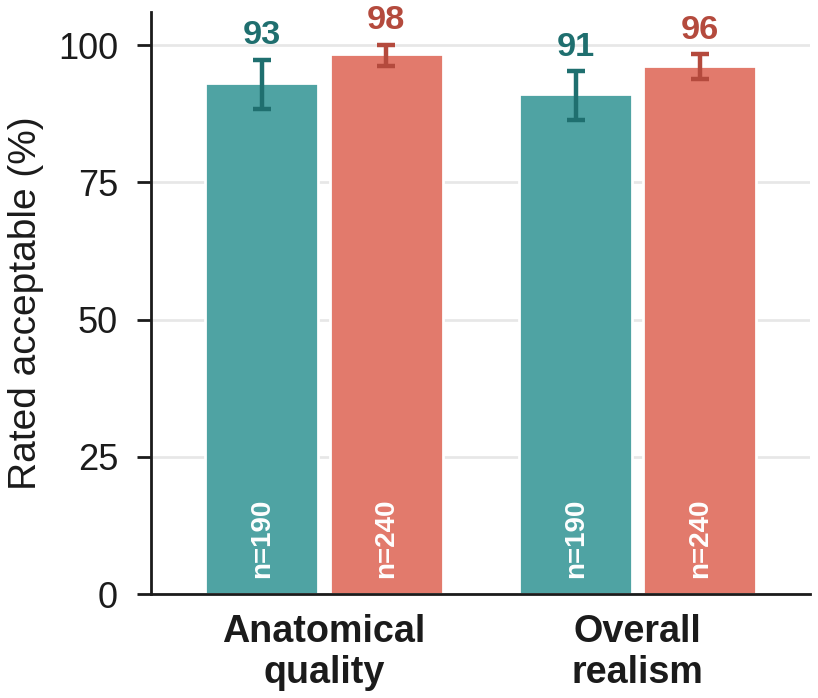 93
98
91
96
Rated acceptable (%)
100
75
50
25
0
n=190
n=240
n=190
n=240
Anatomical
quality
Overall
realism